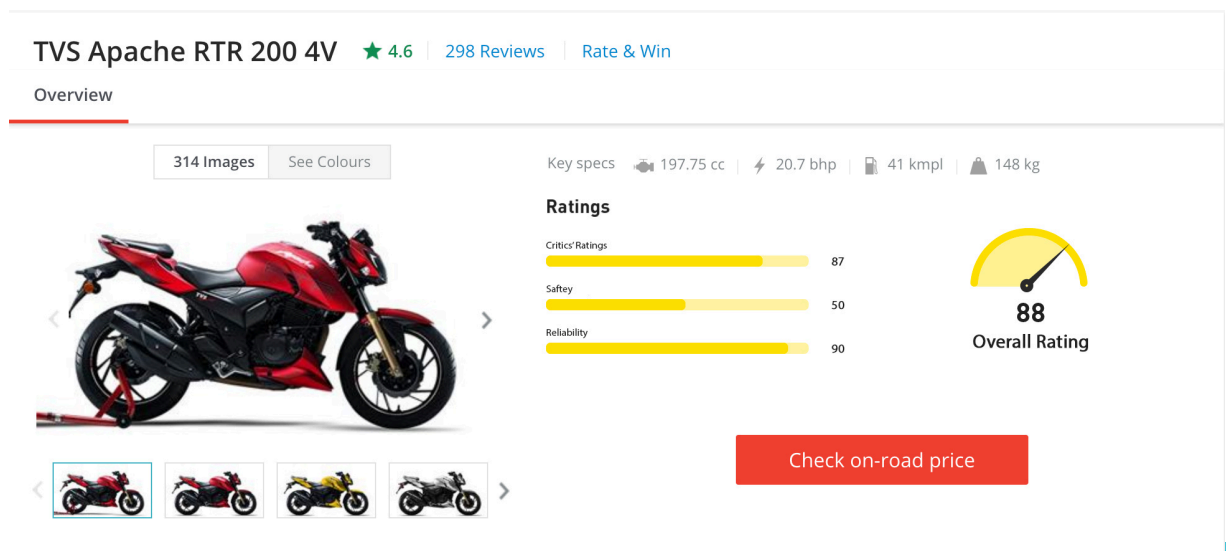 TVS Apache RTR 200 4V 4.6 298 Reviews Rate & Win
Overview
314 Images See Colours
Key specs 197.75 cc 20.7 bhp 41 kmpl 148 kg
Ratings
Critics' Ratings
87
Saftey
50
Reliability
90
88
Overall Rating
Check on-road price
TVS